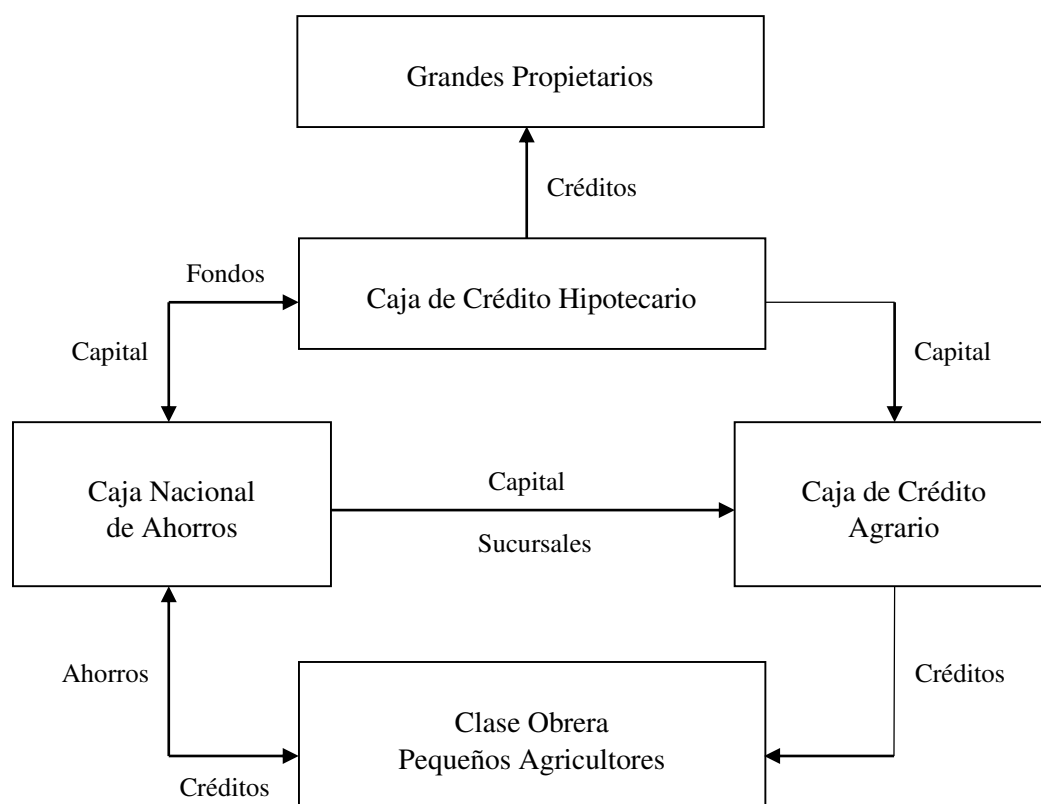 Grandes Propietarios
Créditos
Fondos
Caja de Crédito Hipotecario
Capital
Capital
Caja Nacional
de Ahorros
Capital
Sucursales
Caja de Crédito
Agrario
Ahorros
Créditos
Clase Obrera
Pequeños Agricultores
Créditos